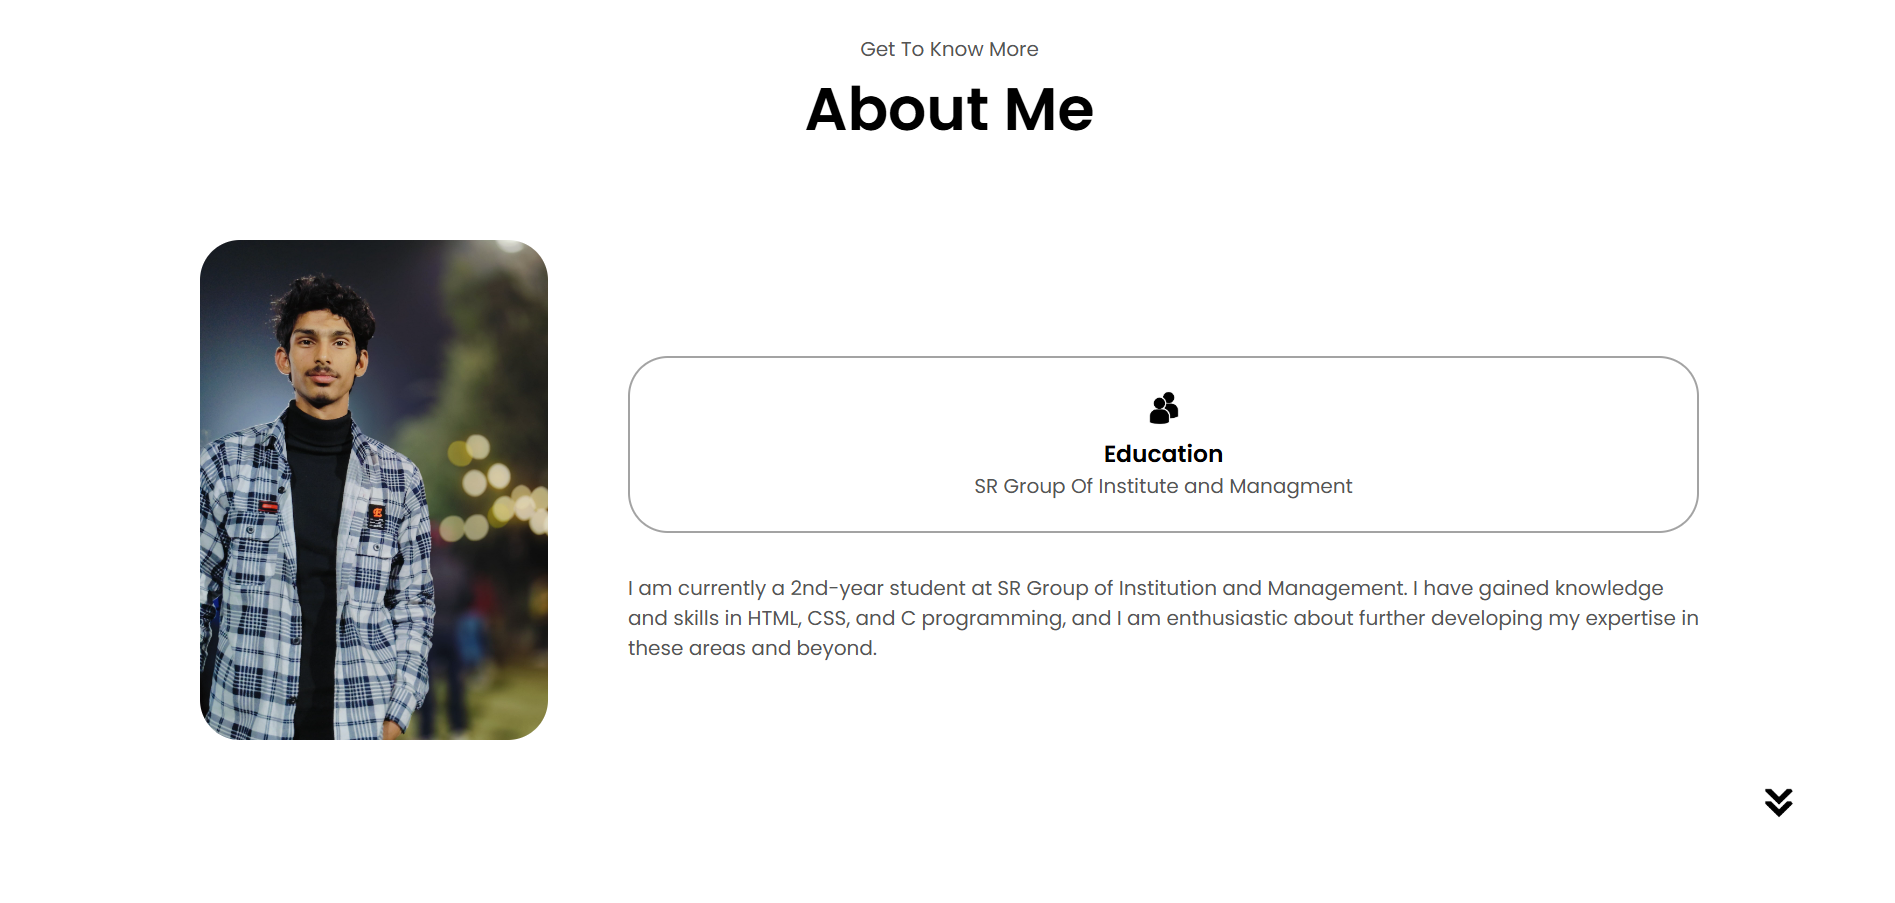 Get To Know More
About Me
Education
SR Group Of Institute and Managment
I am currently a 2nd-year student at SR Group of Institution and Management. I have gained knowledge
and skills in HTML, CSS, and C programming, and I am enthusiastic about further developing my expertise in
these areas and beyond.